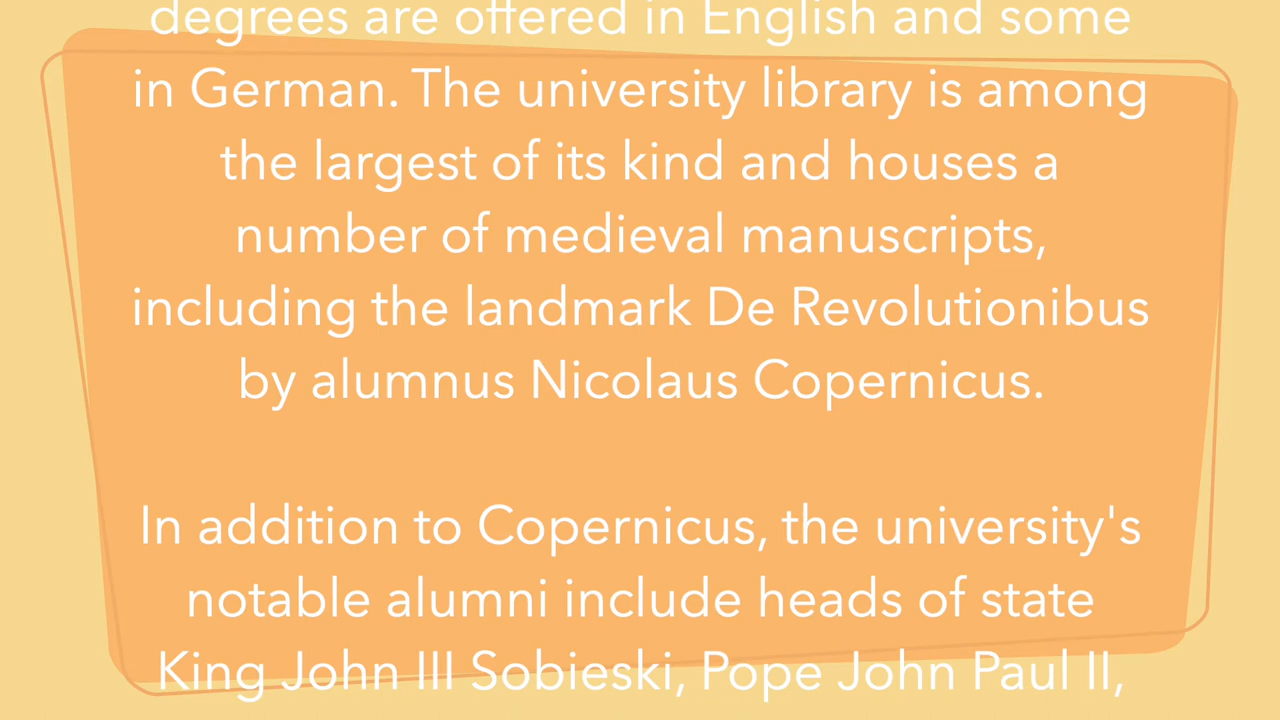 degrees are offered in English and some
in German. The university library is among
the largest of its kind and houses a
number of medieval manuscripts,
including the landmark De Revolutionibus
by alumnus Nicolaus Copernicus.
In addition to Copernicus, the university's
notable alumni include heads of state
King John III Sobieski, Pope John Paul II,